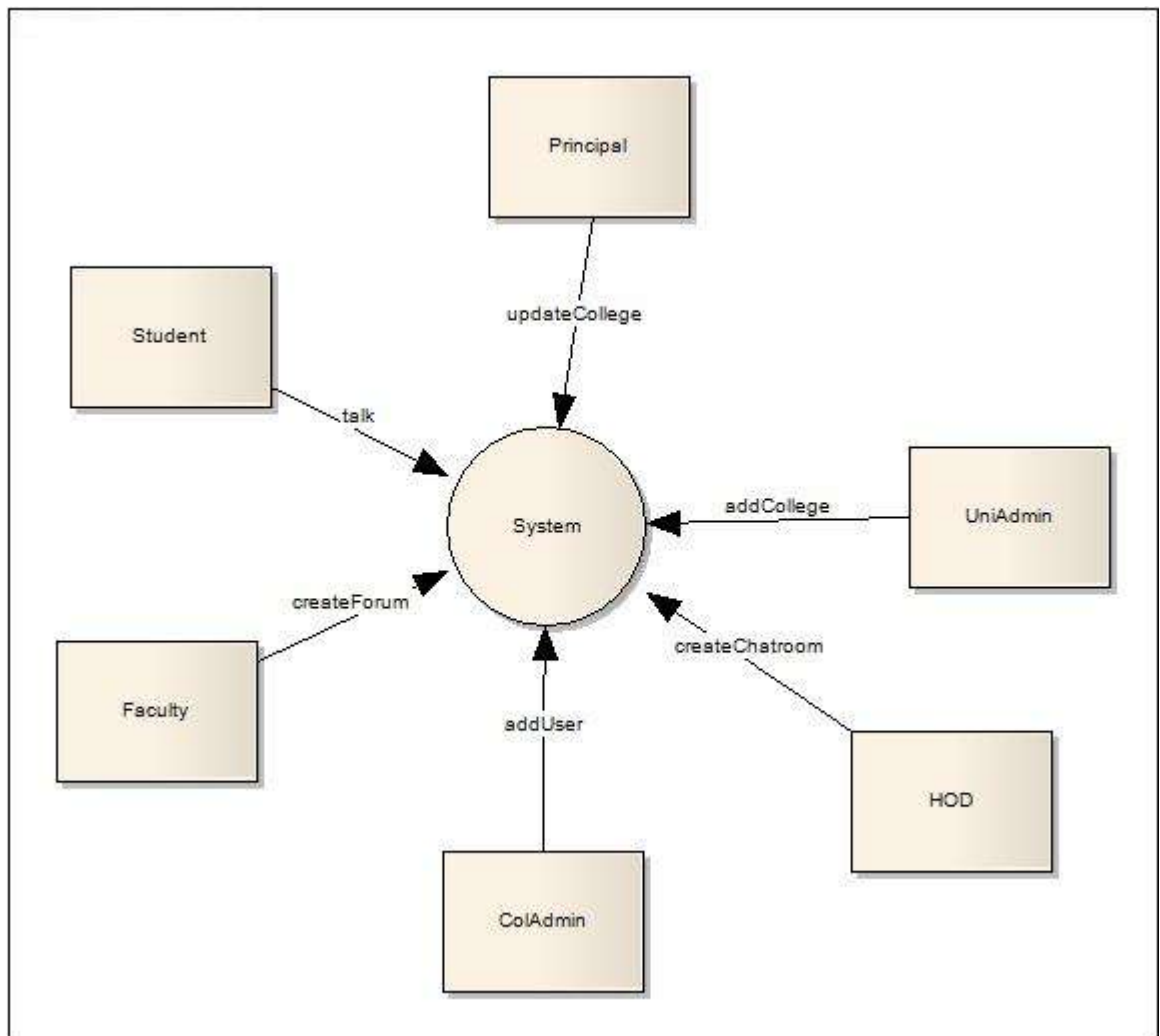 Principal
updateCollege
Student
talk
addCollege
UniAdmin
System
createForum
createChatroom
Faculty
addUser
HOD
ColAdmin